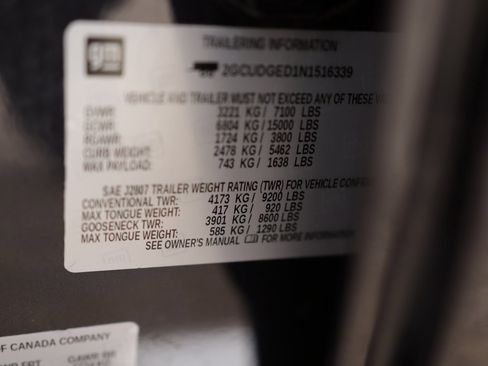 gm
TRAILERING INFORMATION
2GCUDGED1N1516339
VEHICLE AND TRAILER MUST NOT EXCEED ANY OF THESE
GVWR: 3221 KG / 7100 LBS
GCWR: 6804 KG / 15000 LBS
RGAWR: 1724 KG / 3800 LBS
CURB WEIGHT: 2478 KG / 5462 LBS
MAX PAYLOAD: 743 KG / 1638 LBS
SAE J2807 TRAILER WEIGHT RATING (TWR) FOR VEHICLE
CONVENTIONAL TWR: 4173 KG / 9200 LBS
MAX TONGUE WEIGHT: 417 KG / 920 LBS
GOOSENECK TWR: 3901 KG / 8600 LBS
MAX TONGUE WEIGHT: 585 KG / 1290 LBS
SEE OWNER'S MANUAL FOR MORE INFORMATION
OF CANADA COMPANY